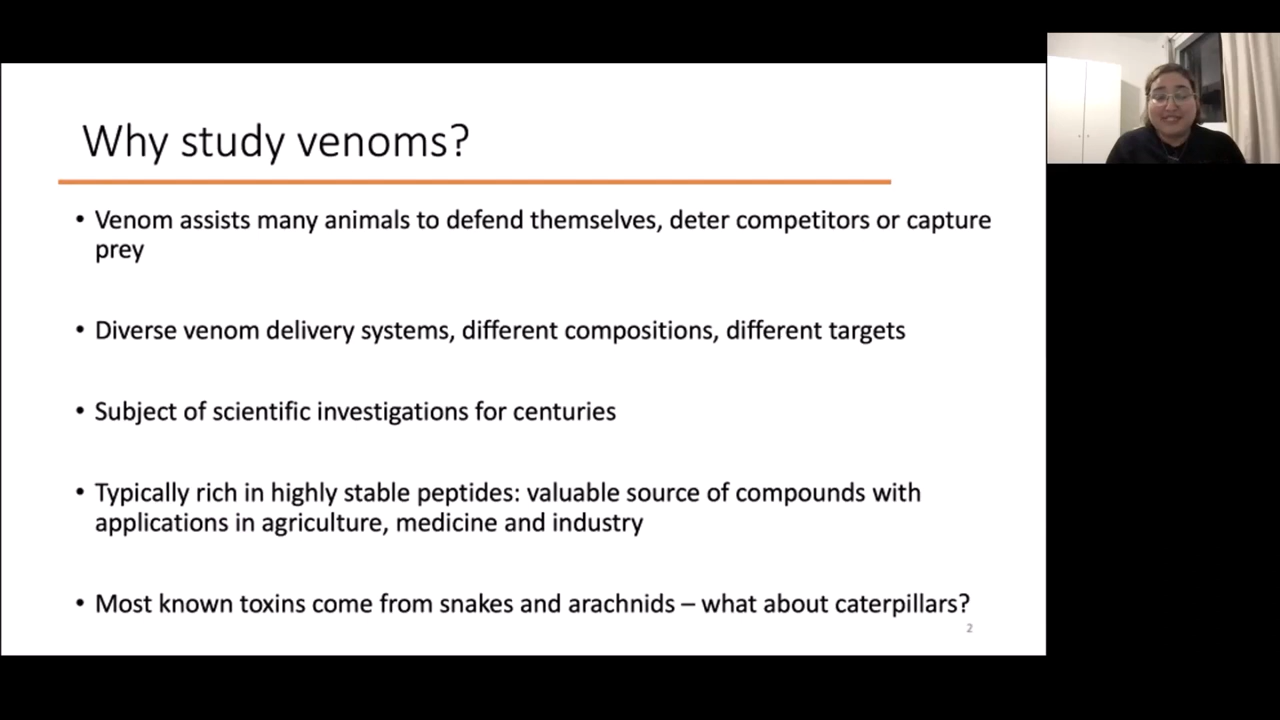 Why study venoms?
• Venom assists many animals to defend themselves, deter competitors or capture
prey
• Diverse venom delivery systems, different compositions, different targets
• Subject of scientific investigations for centuries
• Typically rich in highly stable peptides: valuable source of compounds with
applications in agriculture, medicine and industry
• Most known toxins come from snakes and arachnids – what about caterpillars?
2